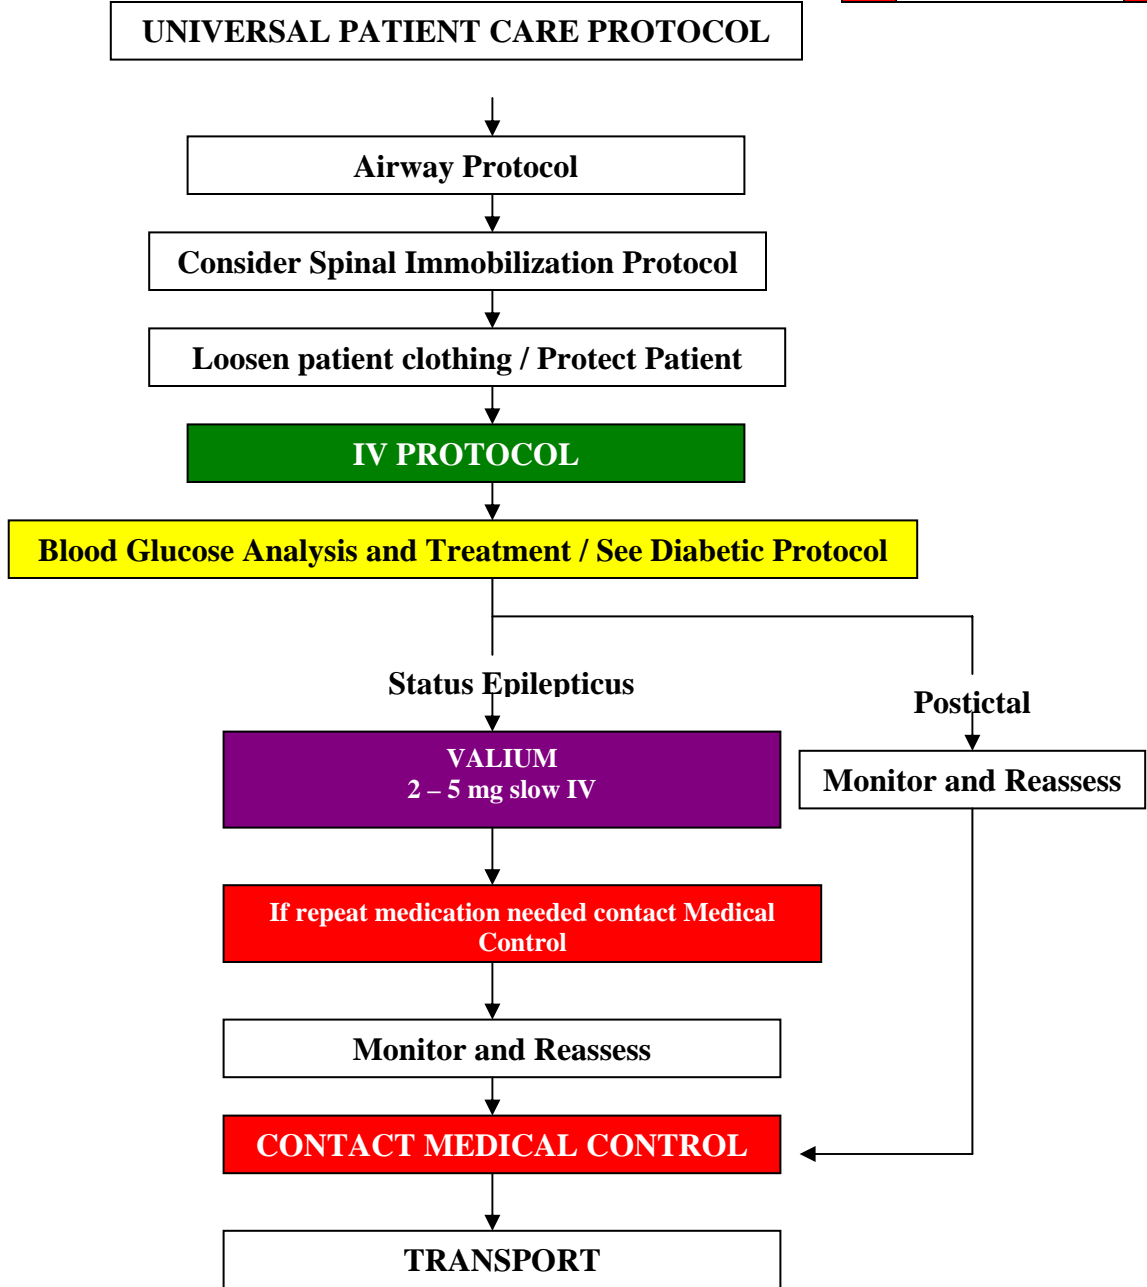 UNIVERSAL PATIENT CARE PROTOCOL
Airway Protocol
Consider Spinal Immobilization Protocol
Loosen patient clothing / Protect Patient
IV PROTOCOL
Blood Glucose Analysis and Treatment / See Diabetic Protocol
Status Epilepticus
Postictal
VALIUM
2 – 5 mg slow IV
Monitor and Reassess
If repeat medication needed contact Medical
Control
Monitor and Reassess
CONTACT MEDICAL CONTROL
TRANSPORT